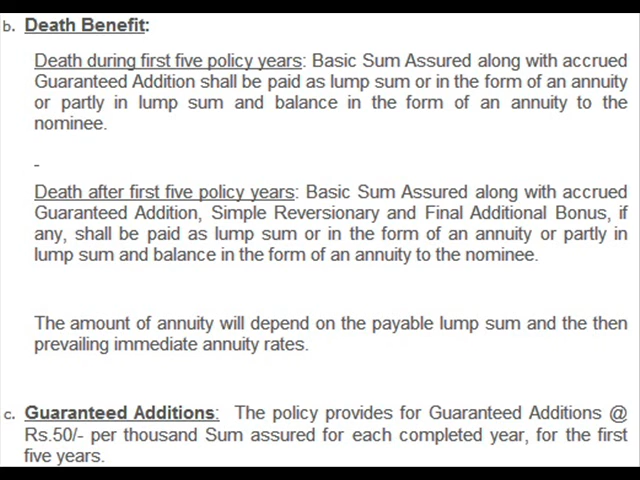 b. Death Benefit:
Death during first five policy years: Basic Sum Assured along with accrued
Guaranteed Addition shall be paid as lump sum or in the form of an annuity
or partly in lump sum and balance in the form of an annuity to the
nominee.
-
Death after first five policy years: Basic Sum Assured along with accrued
Guaranteed Addition, Simple Reversionary and Final Additional Bonus, if
any, shall be paid as lump sum or in the form of an annuity or partly in
lump sum and balance in the form of an annuity to the nominee.
The amount of annuity will depend on the payable lump sum and the then
prevailing immediate annuity rates.
c. Guaranteed Additions: The policy provides for Guaranteed Additions @
Rs.50/- per thousand Sum assured for each completed year, for the first
five years.